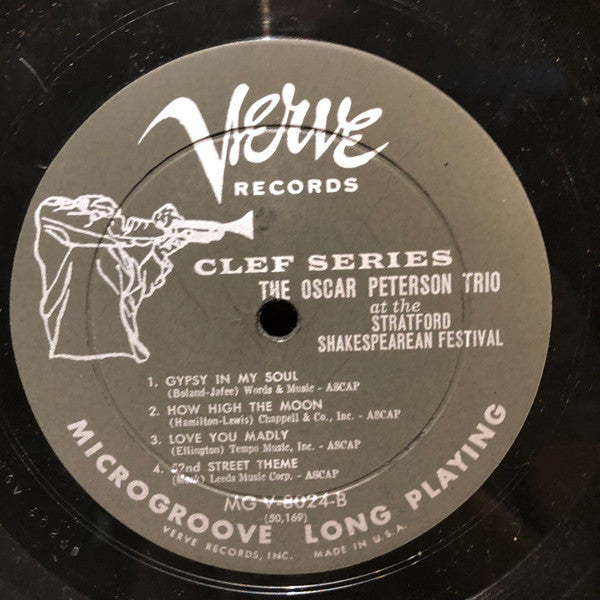 Verve
RECORDS
CLEF SERIES
THE OSCAR PETERSON TRIO
at the
STRATFORD
SHAKESPEAREAN FESTIVAL
1. GYPSY IN MY SOUL
(Boland-Jafee) Words & Music - ASCAP
2. HOW HIGH THE MOON
(Hamilton-Lewis) Chappell & Co., Inc. - ASCAP
3. LOVE YOU MADLY
(Ellington) Tempo Music, Inc. - ASCAP
4. 52nd STREET THEME
(Monk) Leeds Music Corp. - ASCAP
MG V-8024-B
(50,169)
MICROGROOVE LONG PLAYING
VERVE RECORDS, INC. MADE IN U.S.A.